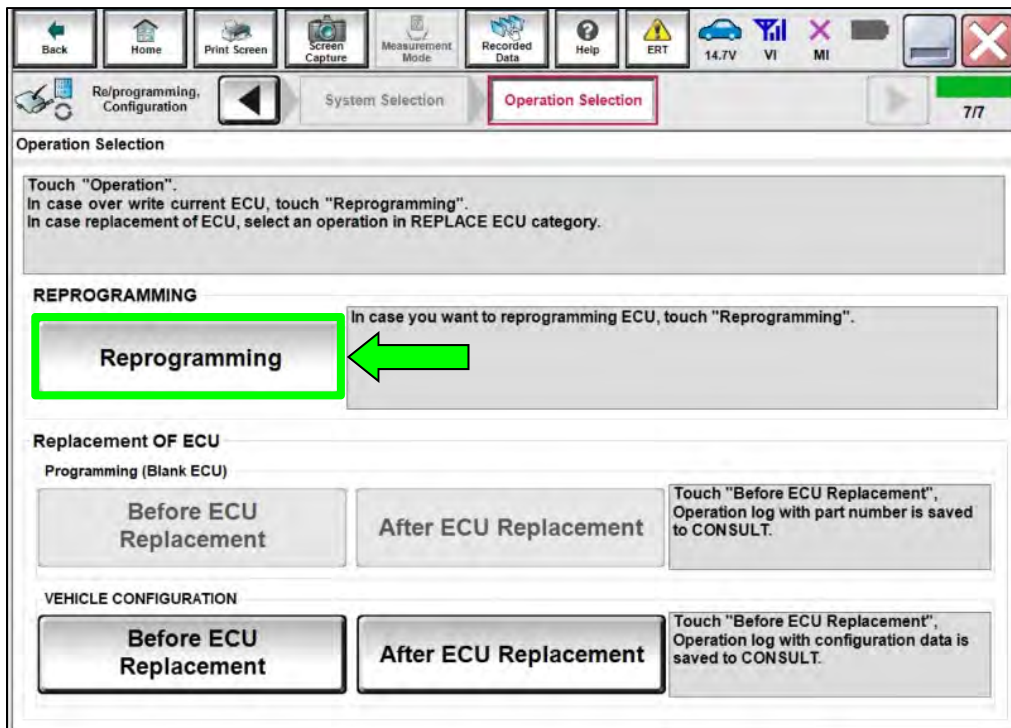 Back
Home
Print Screen
Screen
Capture
Measurement
Mode
Recorded
Data
Help
ERT
14.7V
VI
MI
Re/programming,
Configuration
System Selection
Operation Selection
7/7
Operation Selection
Touch "Operation".
In case over write current ECU, touch "Reprogramming".
In case replacement of ECU, select an operation in REPLACE ECU category.
REPROGRAMMING
Reprogramming
In case you want to reprogramming ECU, touch "Reprogramming".
Replacement OF ECU
Programming (Blank ECU)
Before ECU
Replacement
After ECU Replacement
Touch "Before ECU Replacement",
Operation log with part number is saved
to CONSULT.
VEHICLE CONFIGURATION
Before ECU
Replacement
After ECU Replacement
Touch "Before ECU Replacement",
Operation log with configuration data is
saved to CONSULT.